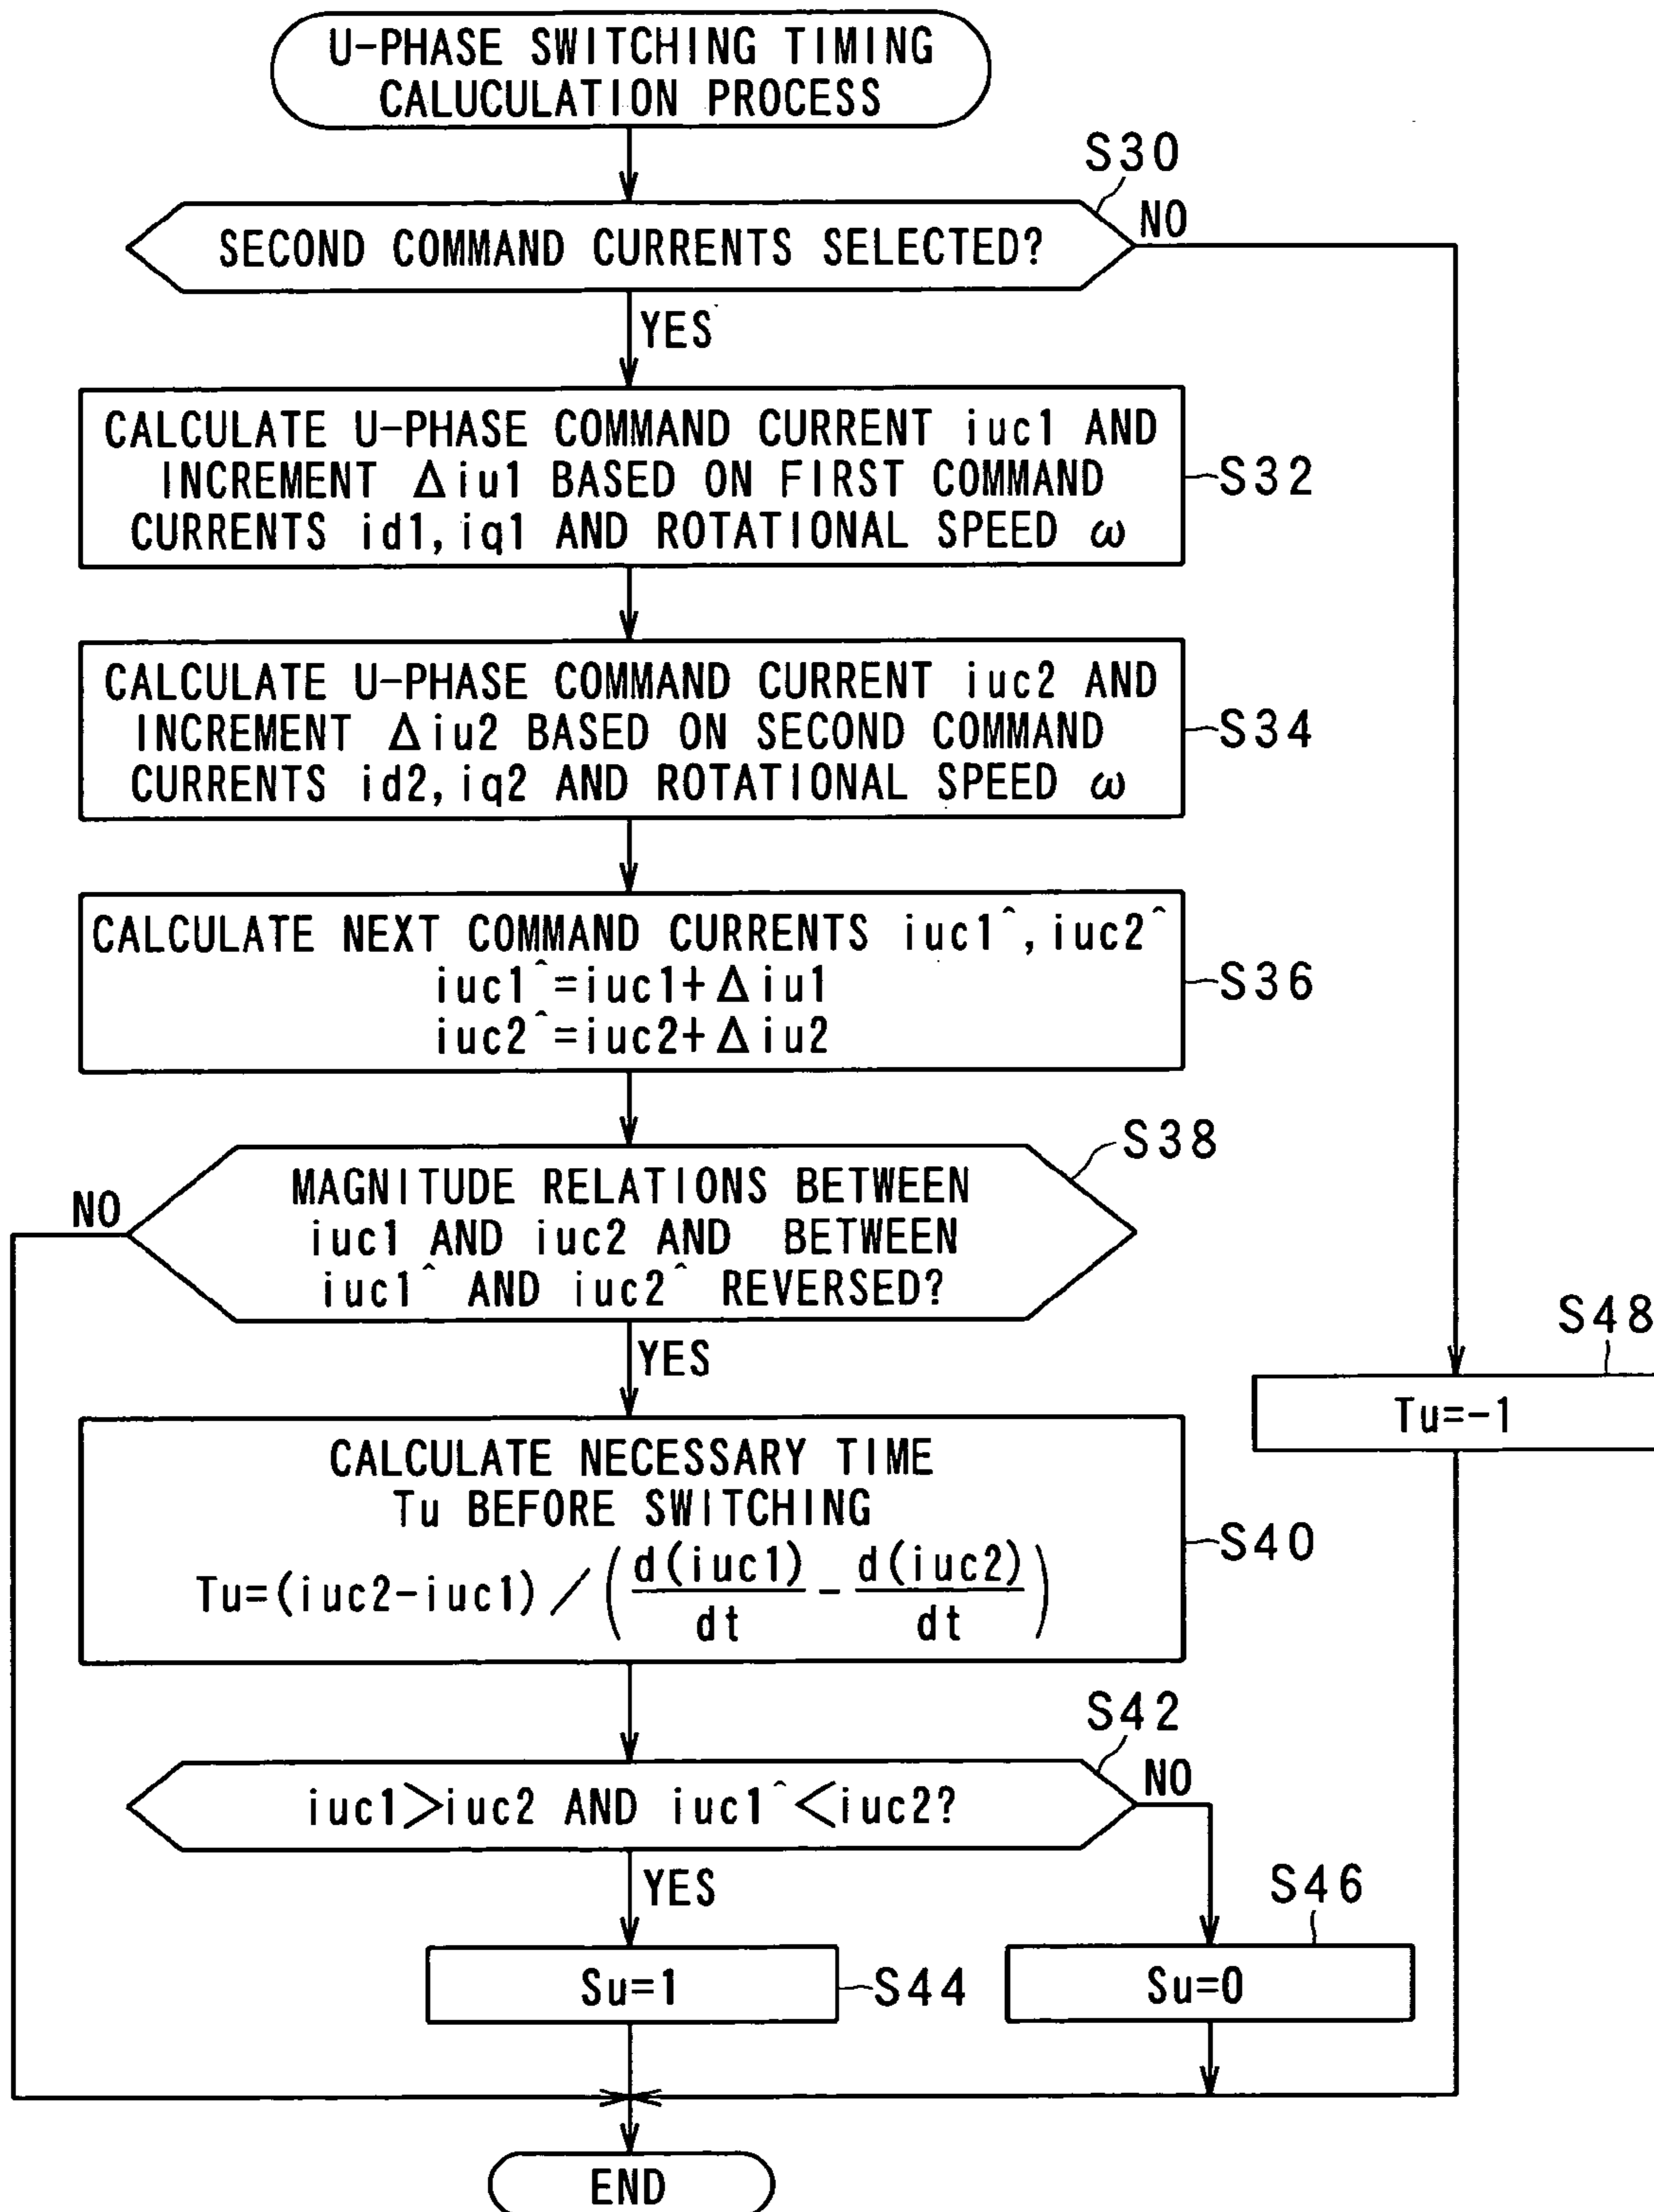 U-PHASE SWITCHING TIMING
CALUCULATION PROCESS
S30
SECOND COMMAND CURRENTS SELECTED?
NO
YES
CALCULATE U-PHASE COMMAND CURRENT iuc1 AND
INCREMENT Δiu1 BASED ON FIRST COMMAND
CURRENTS id1,iq1 AND ROTATIONAL SPEED ω
S32
CALCULATE U-PHASE COMMAND CURRENT iuc2 AND
INCREMENT Δiu2 BASED ON SECOND COMMAND
CURRENTS id2,iq2 AND ROTATIONAL SPEED ω
S34
CALCULATE NEXT COMMAND CURRENTS iuc1^,iuc2^
iuc1^=iuc1+Δiu1
iuc2^=iuc2+Δiu2
S36
S38
MAGNITUDE RELATIONS BETWEEN
iuc1 AND iuc2 AND BETWEEN
iuc1^ AND iuc2^ REVERSED?
NO
YES
S48
Tu=-1
CALCULATE NECESSARY TIME
Tu BEFORE SWITCHING
Tu=(iuc2-iuc1)/(d(iuc1)/dt - d(iuc2)/dt)
S40
S42
iuc1>iuc2 AND iuc1^<iuc2?
NO
YES
S46
Su=1
S44
Su=0
END